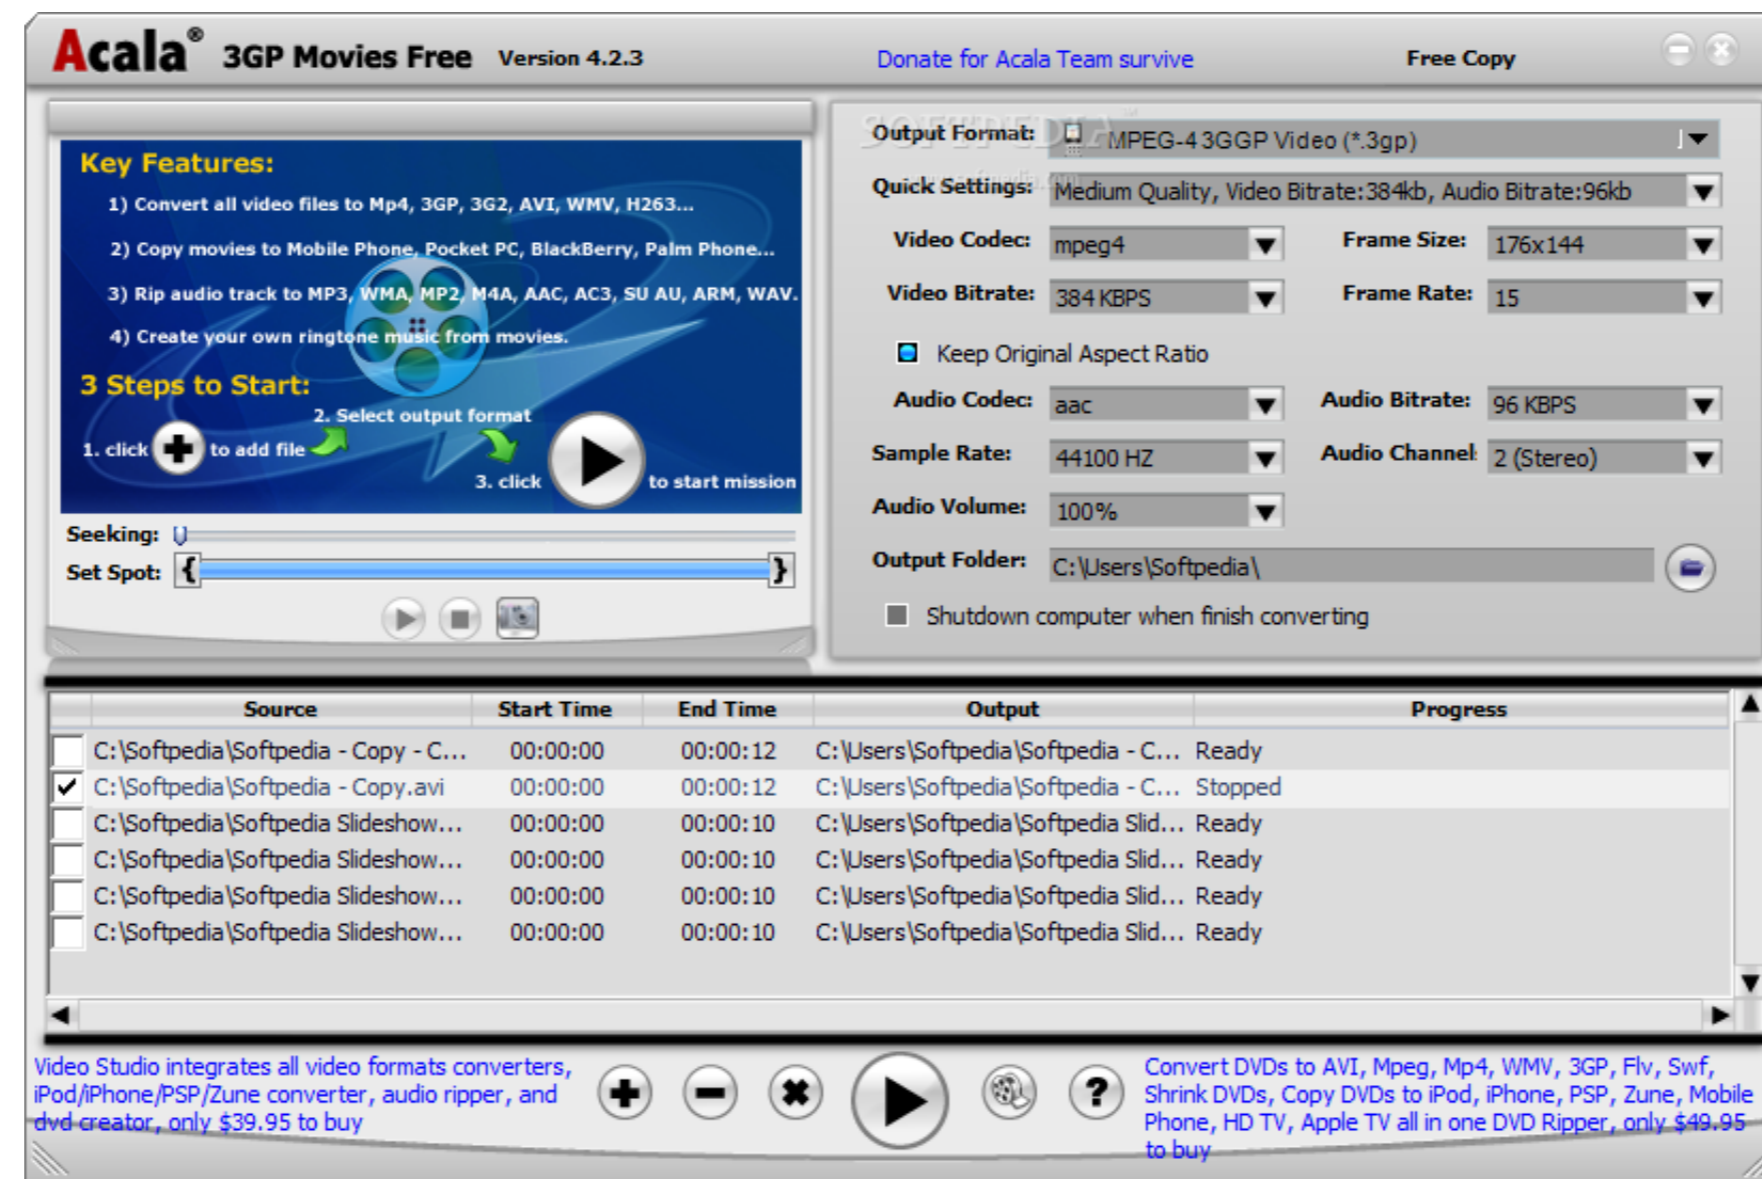 Acala® 3GP Movies Free Version 4.2.3 Donate for Acala Team survive Free Copy
Key Features:
1) Convert all video files to Mp4, 3GP, 3G2, AVI, WMV, H263...
2) Copy movies to Mobile Phone, Pocket PC, BlackBerry, Palm Phone...
3) Rip audio track to MP3, WMA, MP2, M4A, AAC, AC3, SU AU, ARM, WAV.
4) Create your own ringtone music from movies.
3 Steps to Start:
2. Select output format
1. click to add file
3. click to start mission
Seeking:
Set Spot: { }
SOFTPEDIA™
www.softpedia.com
Output Format: MPEG-4 3GGP Video (*.3gp)
Quick Settings: Medium Quality, Video Bitrate:384kb, Audio Bitrate:96kb
Video Codec: mpeg4 Frame Size: 176x144
Video Bitrate: 384 KBPS Frame Rate: 15
Keep Original Aspect Ratio
Audio Codec: aac Audio Bitrate: 96 KBPS
Sample Rate: 44100 HZ Audio Channel: 2 (Stereo)
Audio Volume: 100%
Output Folder: C:\Users\Softpedia\
Shutdown computer when finish converting
Source Start Time End Time Output Progress
C:\Softpedia\Softpedia - Copy - C... 00:00:00 00:00:12 C:\Users\Softpedia\Softpedia - C... Ready
C:\Softpedia\Softpedia - Copy.avi 00:00:00 00:00:12 C:\Users\Softpedia\Softpedia - C... Stopped
C:\Softpedia\Softpedia Slideshow... 00:00:00 00:00:10 C:\Users\Softpedia\Softpedia Slid... Ready
C:\Softpedia\Softpedia Slideshow... 00:00:00 00:00:10 C:\Users\Softpedia\Softpedia Slid... Ready
C:\Softpedia\Softpedia Slideshow... 00:00:00 00:00:10 C:\Users\Softpedia\Softpedia Slid... Ready
C:\Softpedia\Softpedia Slideshow... 00:00:00 00:00:10 C:\Users\Softpedia\Softpedia Slid... Ready
Video Studio integrates all video formats converters,
iPod/iPhone/PSP/Zune converter, audio ripper, and
dvd creator, only $39.95 to buy
?
Convert DVDs to AVI, Mpeg, Mp4, WMV, 3GP, Flv, Swf,
Shrink DVDs, Copy DVDs to iPod, iPhone, PSP, Zune, Mobile
Phone, HD TV, Apple TV all in one DVD Ripper, only $49.95
to buy